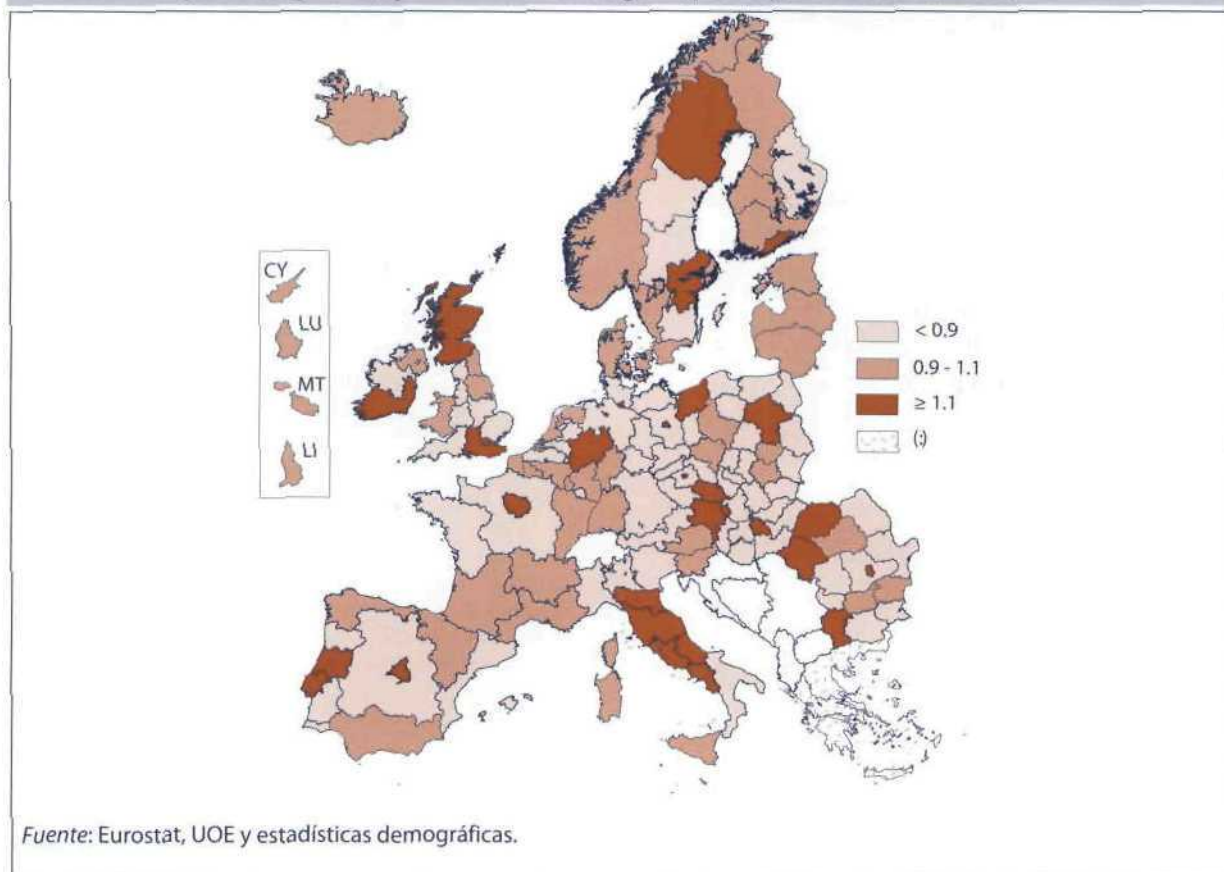 CY
LU
MT
LI
< 0.9
0.9 - 1.1
≥ 1.1
(:)
Fuente: Eurostat, UOE y estadísticas demográficas.